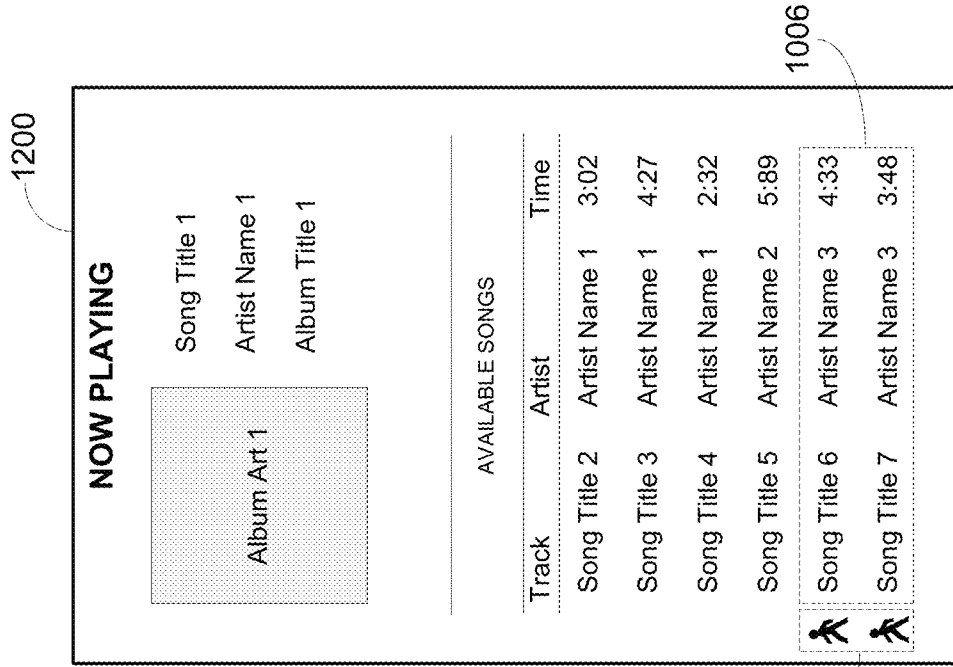 1200
NOW PLAYING
Album Art 1
Song Title 1
Artist Name 1
Album Title 1
AVAILABLE SONGS
Track Artist Time
Song Title 2 Artist Name 1 3:02
Song Title 3 Artist Name 1 4:27
Song Title 4 Artist Name 1 2:32
Song Title 5 Artist Name 2 5:89
Song Title 6 Artist Name 3 4:33
Song Title 7 Artist Name 3 3:48
1006